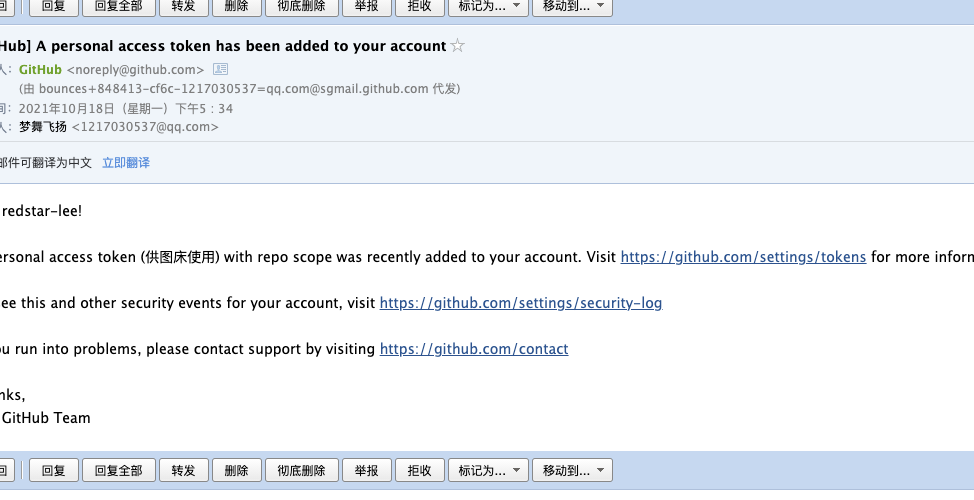 回 回复 回复全部 转发 删除 彻底删除 举报 拒收 标记为... 移动到...
Hub] A personal access token has been added to your account ☆
人： GitHub <noreply@github.com>
(由 bounces+848413-cf6c-1217030537=qq.com@sgmail.github.com 代发)
间： 2021年10月18日（星期一）下午5：34
人： 梦舞飞扬 <1217030537@qq.com>
邮件可翻译为中文 立即翻译
redstar-lee!
ersonal access token (供图床使用) with repo scope was recently added to your account. Visit https://github.com/settings/tokens for more inform
ee this and other security events for your account, visit https://github.com/settings/security-log
ou run into problems, please contact support by visiting https://github.com/contact
nks,
GitHub Team
回 回复 回复全部 转发 删除 彻底删除 举报 拒收 标记为... 移动到...